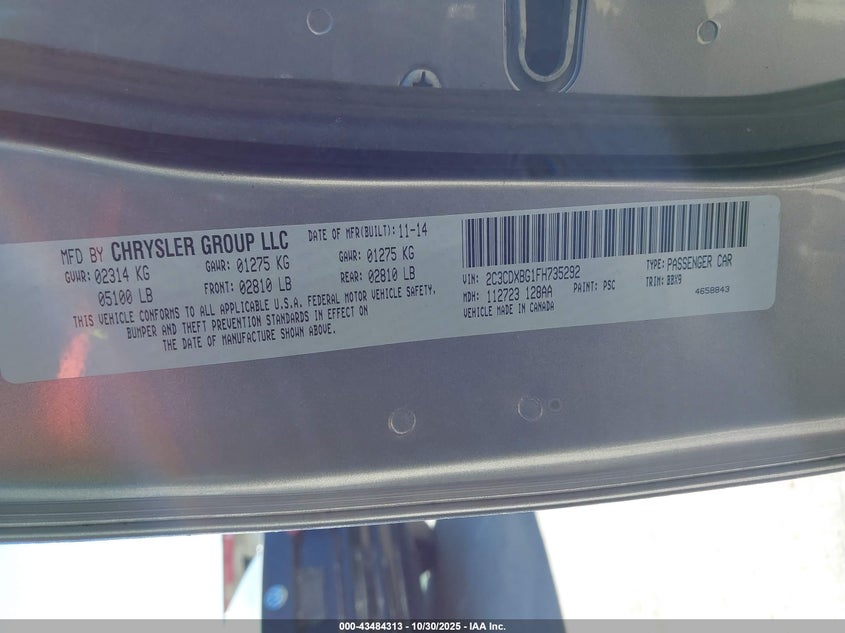 MFD BY CHRYSLER GROUP LLC DATE OF MFR(BUILT): 11-14
GVWR: 02314 KG GAWR: 01275 KG GAWR: 01275 KG
05100 LB FRONT: 02810 LB REAR: 02810 LB
THIS VEHICLE CONFORMS TO ALL APPLICABLE U.S.A. FEDERAL MOTOR VEHICLE SAFETY,
BUMPER AND THEFT PREVENTION STANDARDS IN EFFECT ON
THE DATE OF MANUFACTURE SHOWN ABOVE.
VIN: 2C3CDXBG1FH735292 TYPE: PASSENGER CAR
MDH: 112723 128AA PAINT: PSC TRIM: BBX9
VEHICLE MADE IN CANADA 4658843
000-43484313 - 10/30/2025 - IAA Inc.